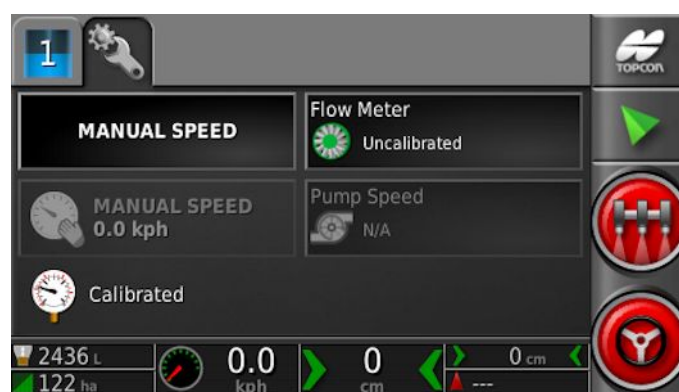 1
TOPCON
MANUAL SPEED
Flow Meter
Uncalibrated
MANUAL SPEED
0.0 kph
Pump Speed
N/A
Calibrated
2436 L
122 ha
0.0
kph
0
cm
0 cm
---